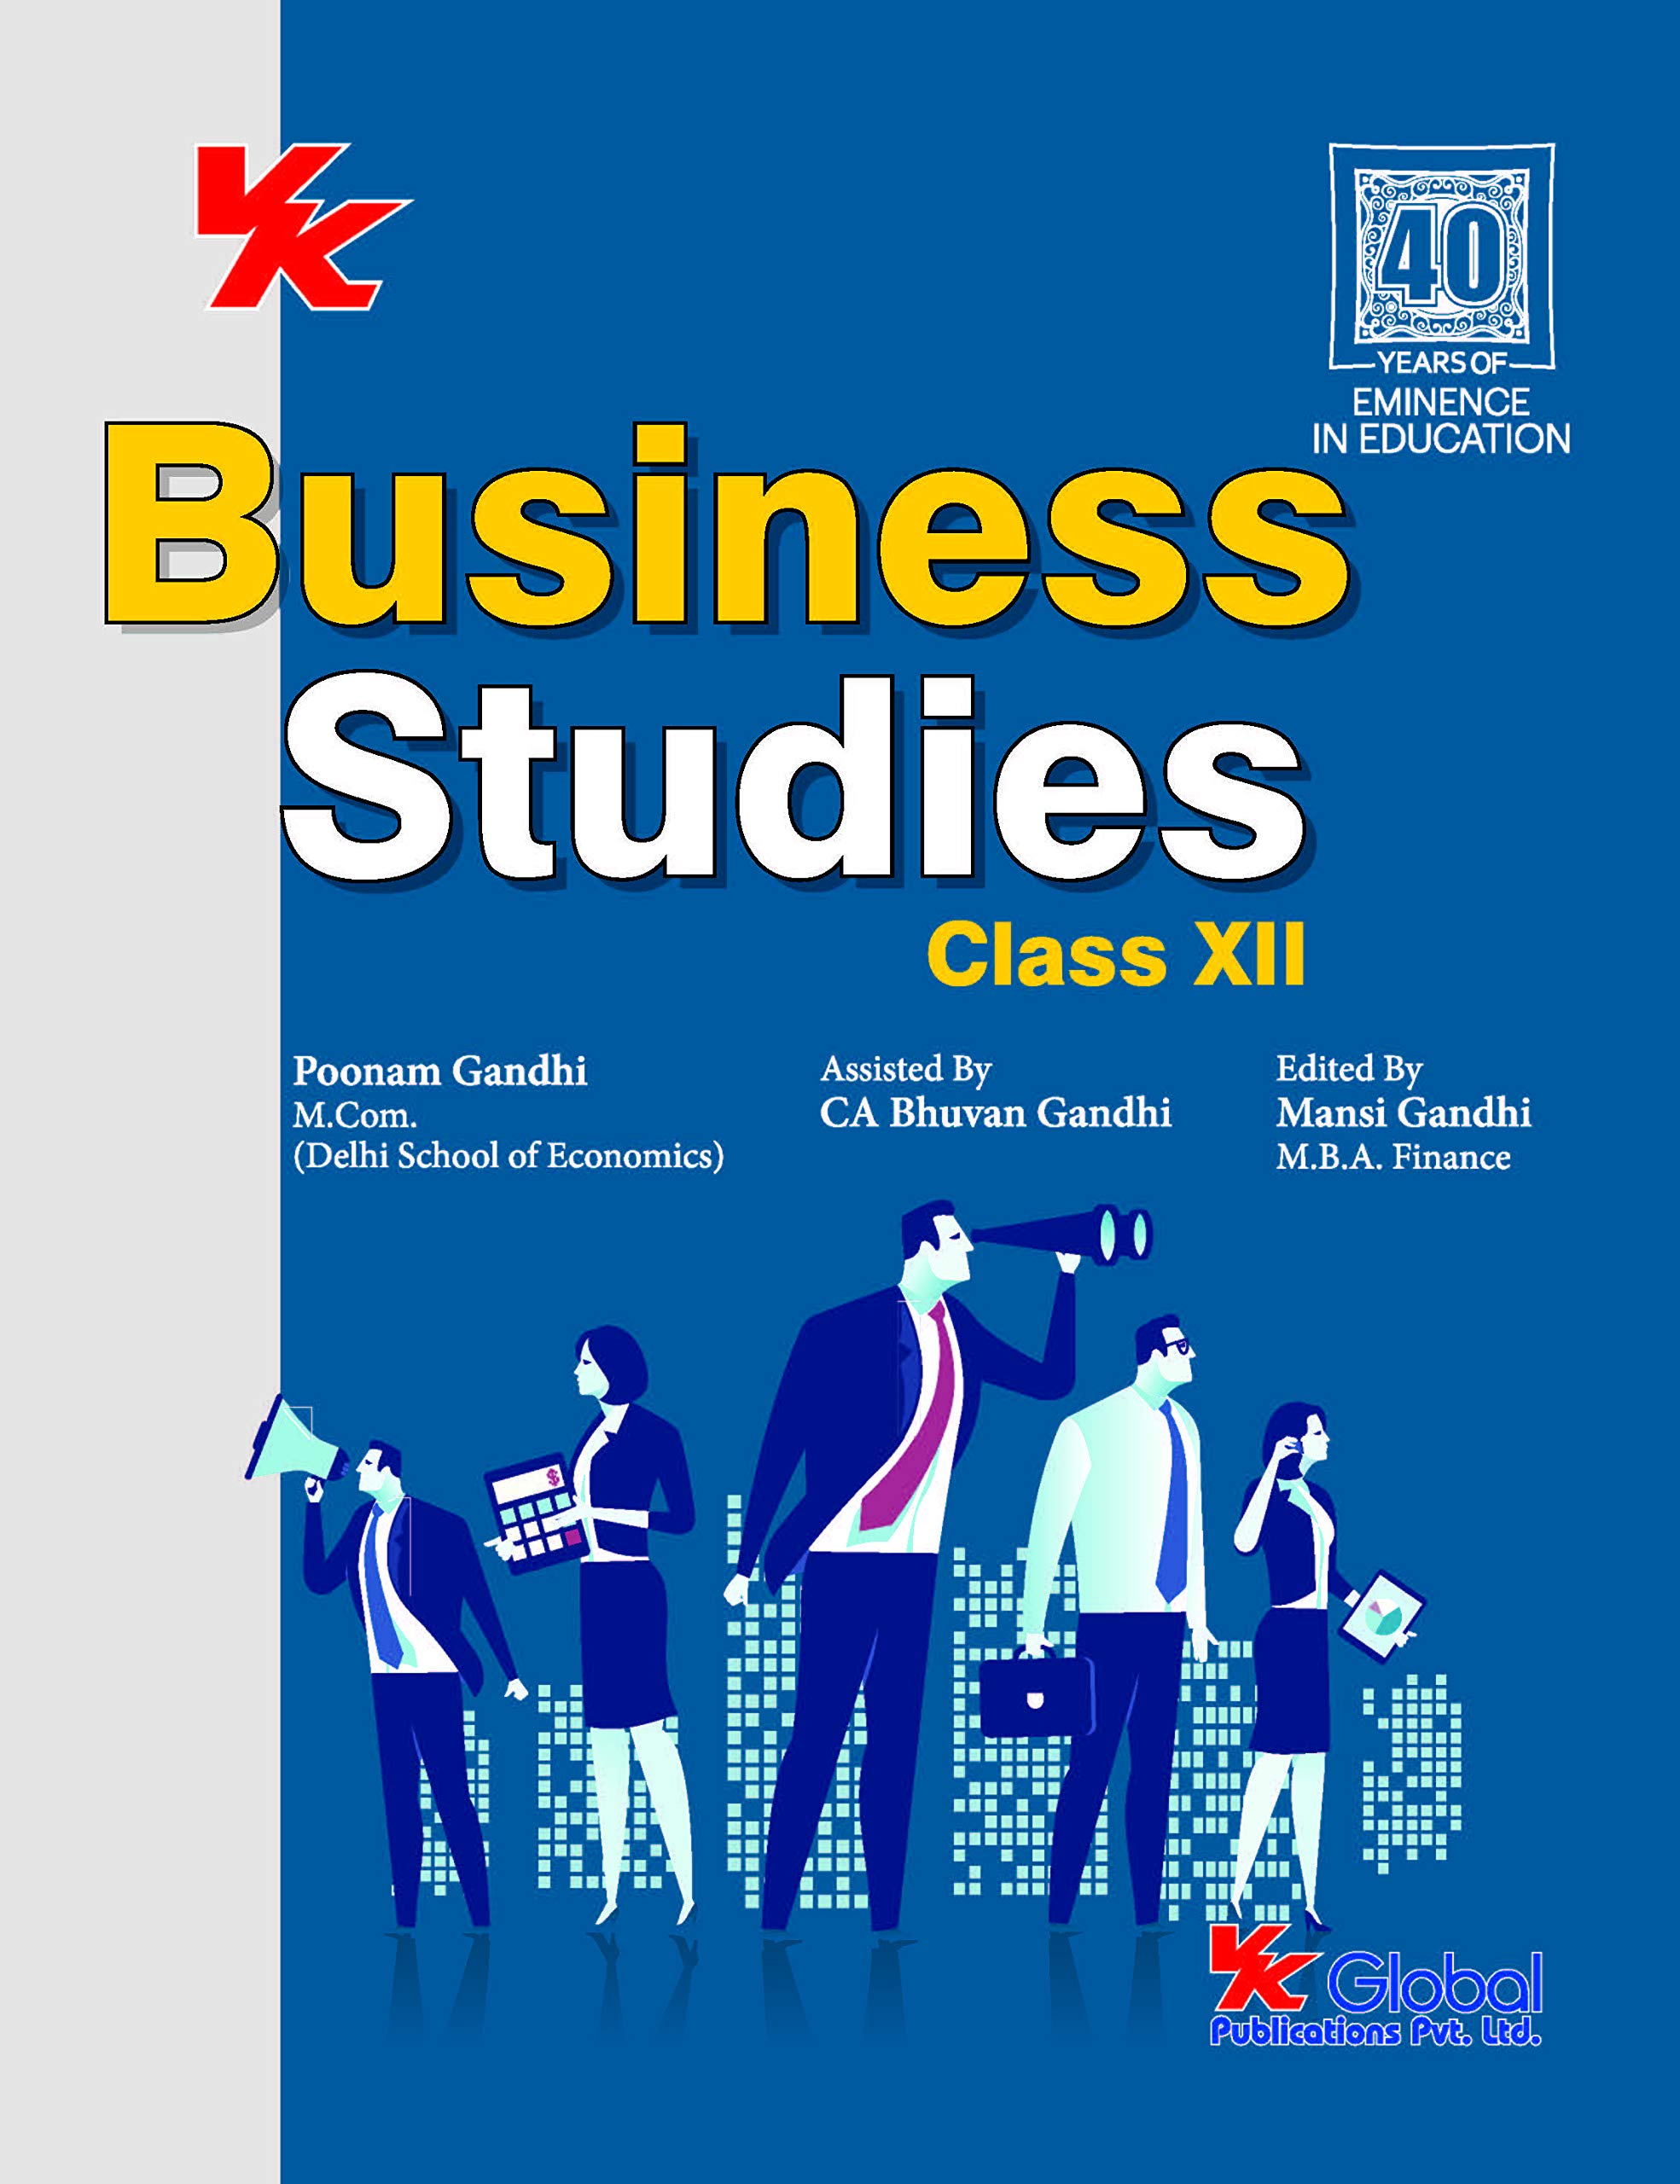 VK
40
YEARS OF
EMINENCE
IN EDUCATION
Business
Studies
Class XII
Poonam Gandhi
M.Com.
(Delhi School of Economics)
Assisted By
CA Bhuvan Gandhi
Edited By
Mansi Gandhi
M.B.A. Finance
$
VK Global
Publications Pvt. Ltd.